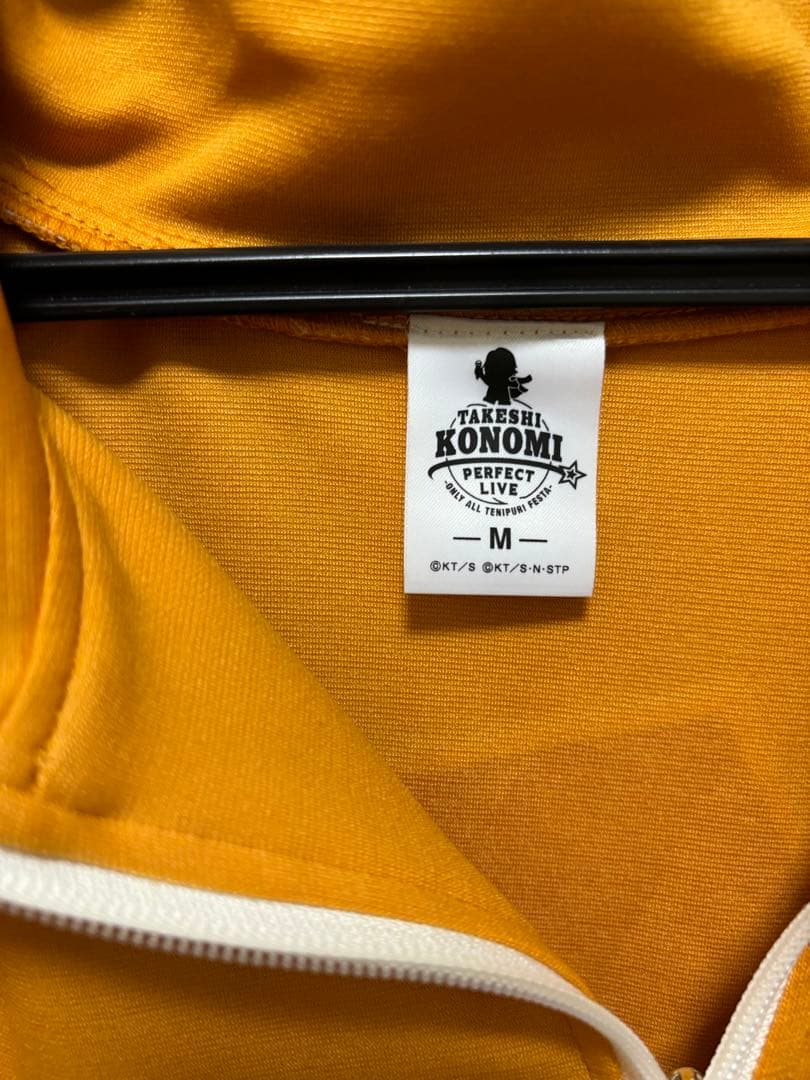 TAKESHI
KONOMI
PERFECT
LIVE
-ONLY ALL TENIPURI FESTA-
— M —
©KT/S ©KT/S・N・STP